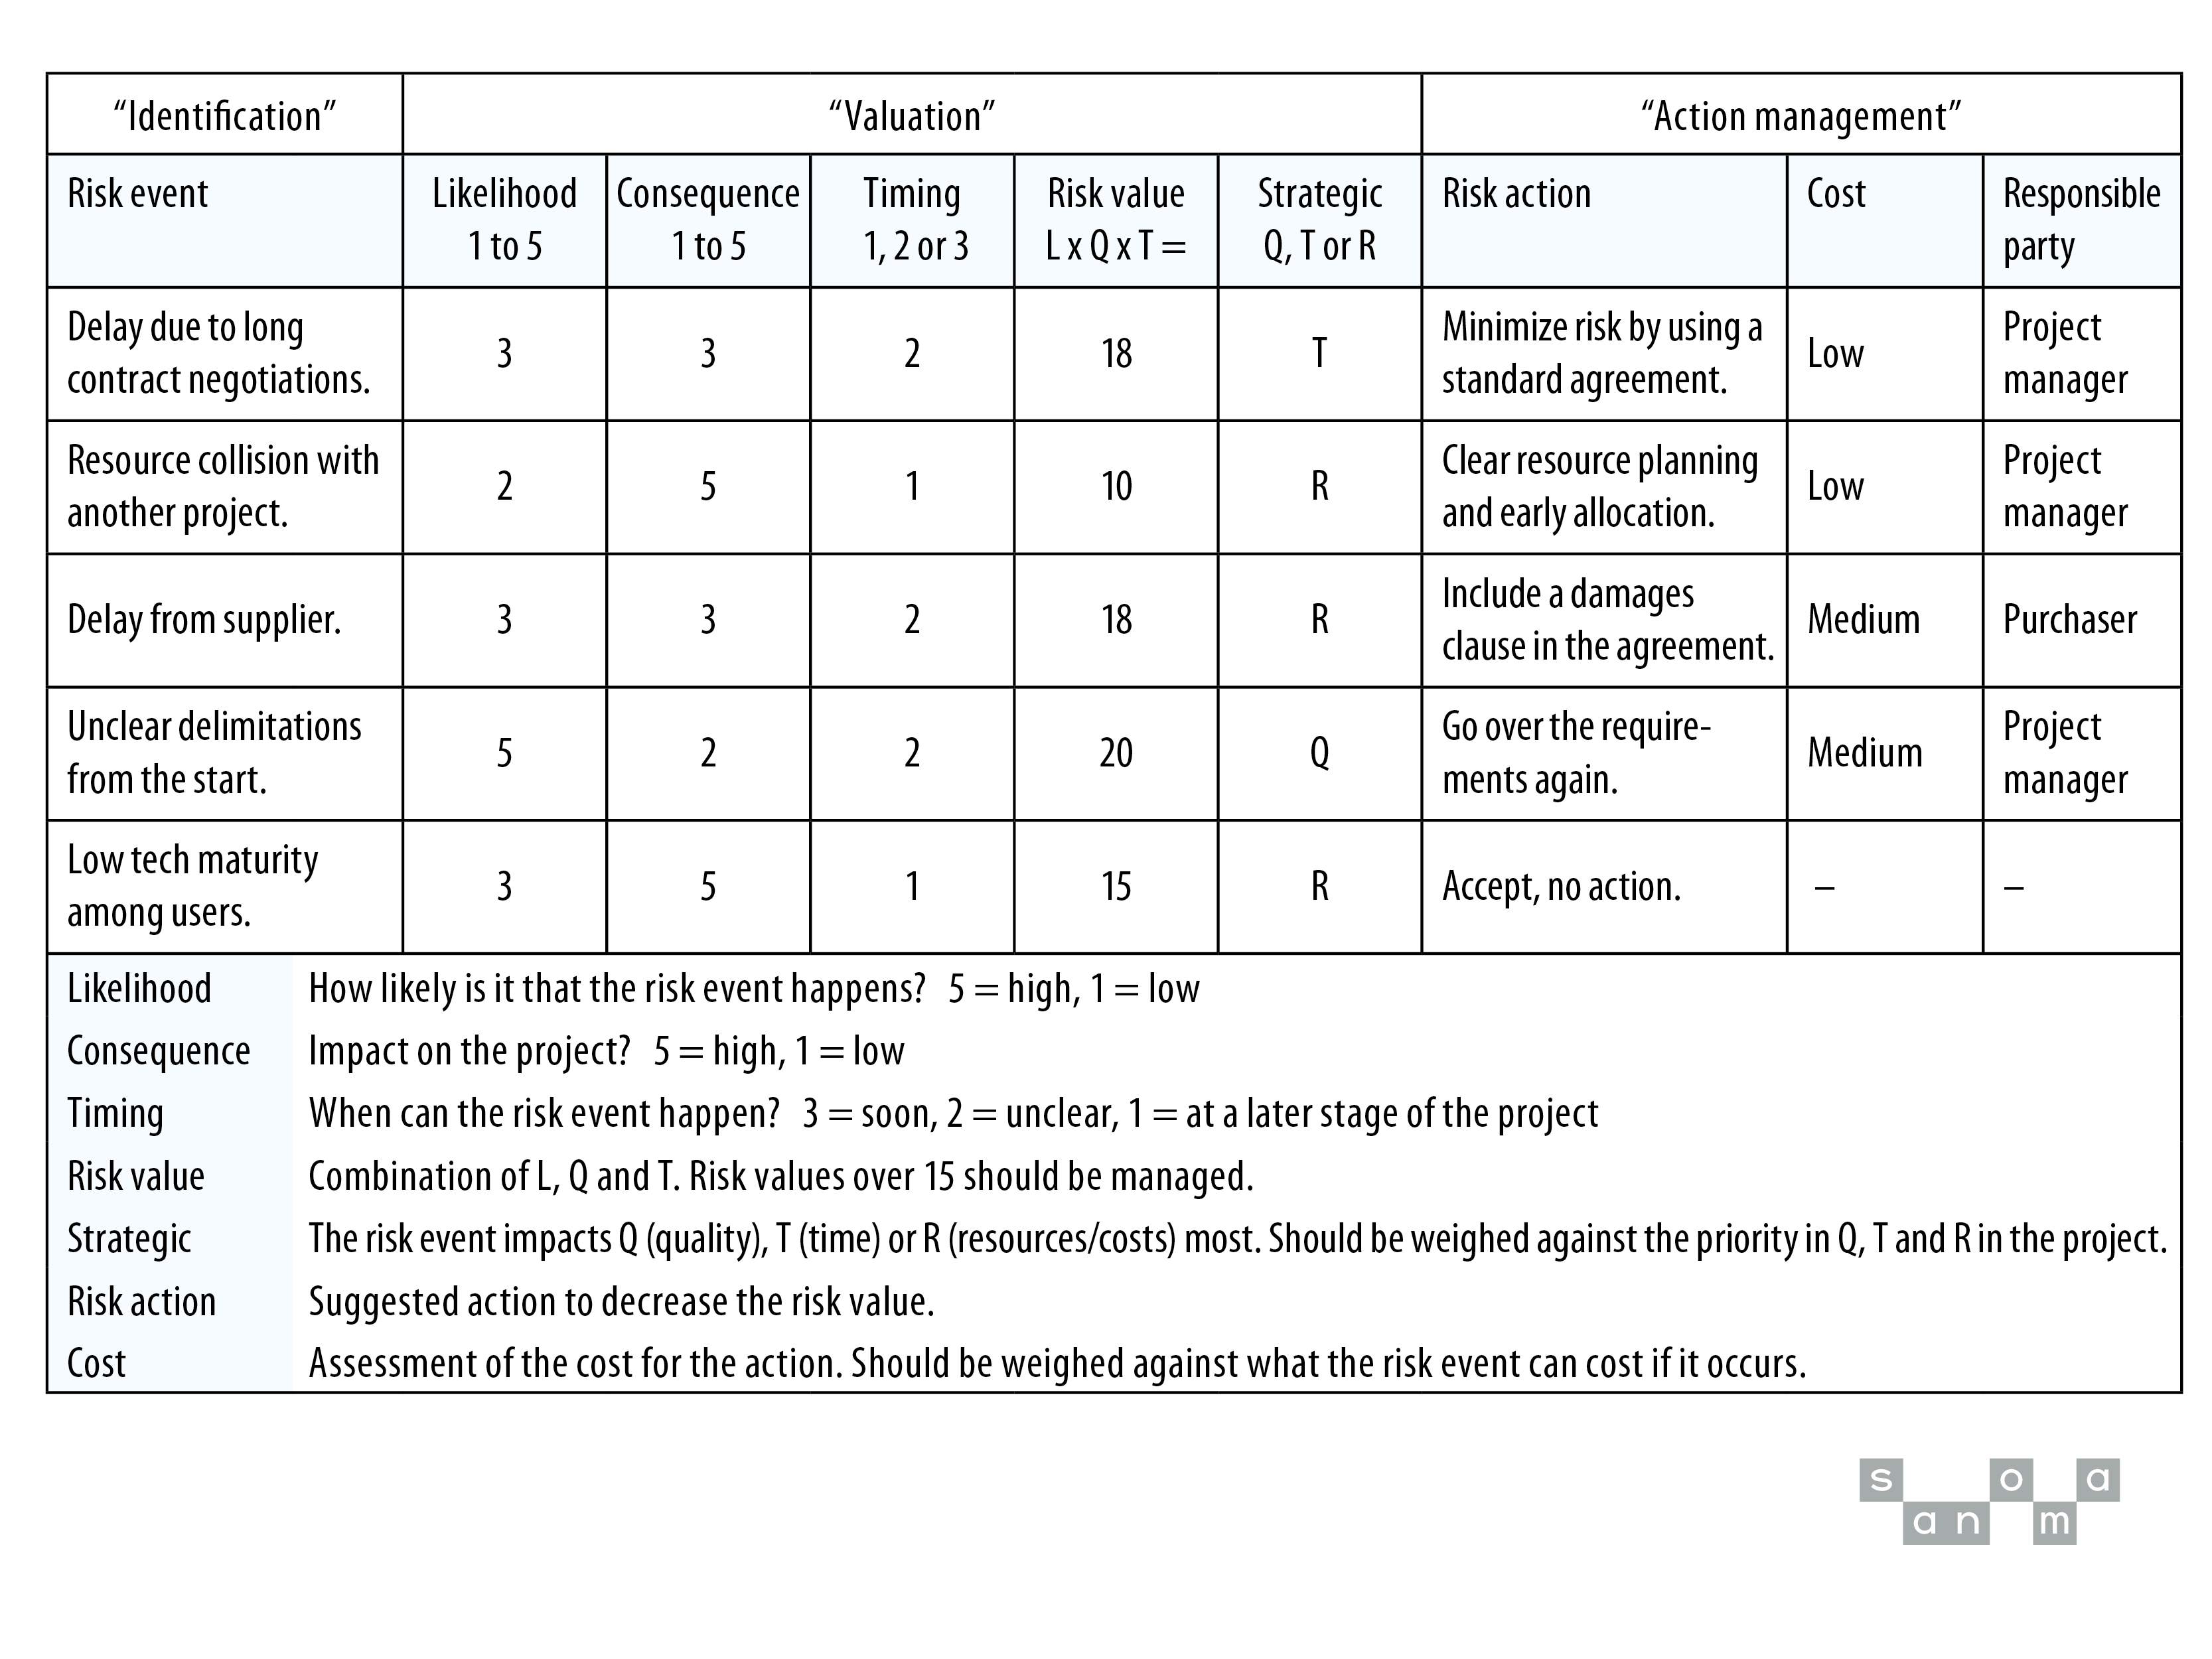 “Identification” “Valuation” “Action management”
Risk event Likelihood 1 to 5 Consequence 1 to 5 Timing 1, 2 or 3 Risk value L x Q x T = Strategic Q, T or R Risk action Cost Responsible party
Delay due to long contract negotiations. 3 3 2 18 T Minimize risk by using a standard agreement. Low Project manager
Resource collision with another project. 2 5 1 10 R Clear resource planning and early allocation. Low Project manager
Delay from supplier. 3 3 2 18 R Include a damages clause in the agreement. Medium Purchaser
Unclear delimitations from the start. 5 2 2 20 Q Go over the require-ments again. Medium Project manager
Low tech maturity among users. 3 5 1 15 R Accept, no action. – –
Likelihood How likely is it that the risk event happens? 5 = high, 1 = low
Consequence Impact on the project? 5 = high, 1 = low
Timing When can the risk event happen? 3 = soon, 2 = unclear, 1 = at a later stage of the project
Risk value Combination of L, Q and T. Risk values over 15 should be managed.
Strategic The risk event impacts Q (quality), T (time) or R (resources/costs) most. Should be weighed against the priority in Q, T and R in the project.
Risk action Suggested action to decrease the risk value.
Cost Assessment of the cost for the action. Should be weighed against what the risk event can cost if it occurs.
sanoma